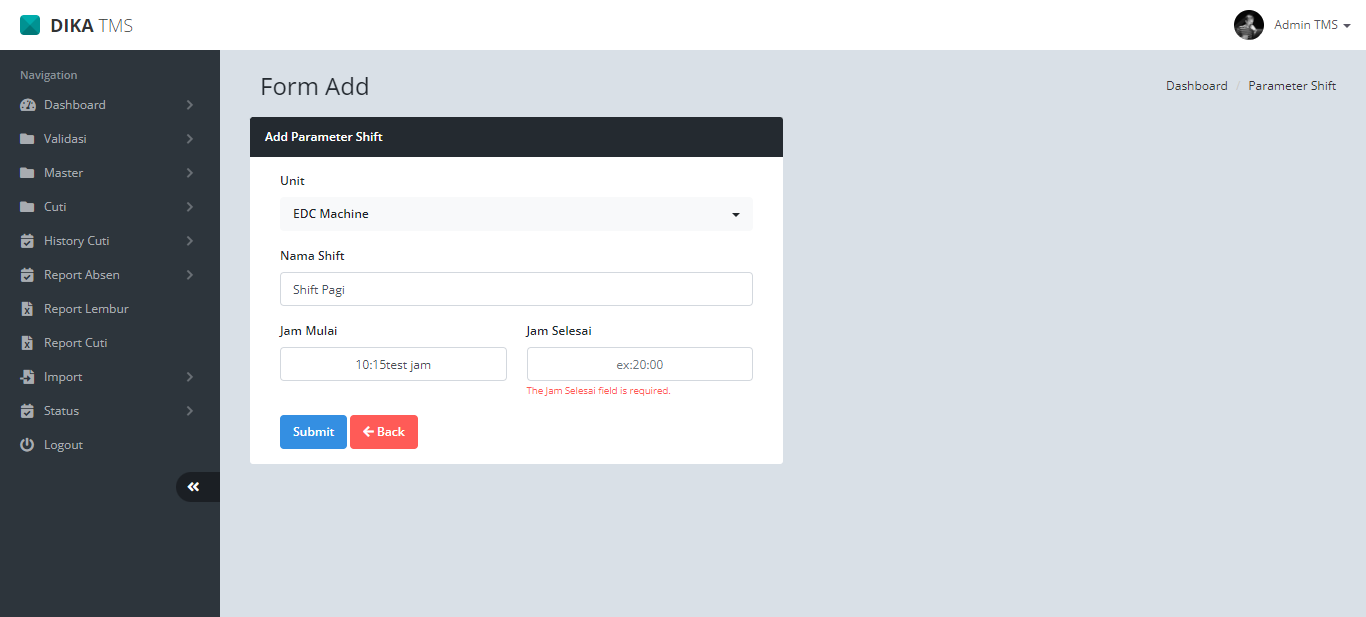 DIKA TMS
Admin TMS
Navigation
Dashboard
Validasi
Master
Cuti
History Cuti
Report Absen
Report Lembur
Report Cuti
Import
Status
Logout
Form Add
Dashboard / Parameter Shift
Add Parameter Shift
Unit
EDC Machine
Nama Shift
Shift Pagi
Jam Mulai
10:15test jam
Jam Selesai
ex:20:00
The Jam Selesai field is required.
Submit
Back